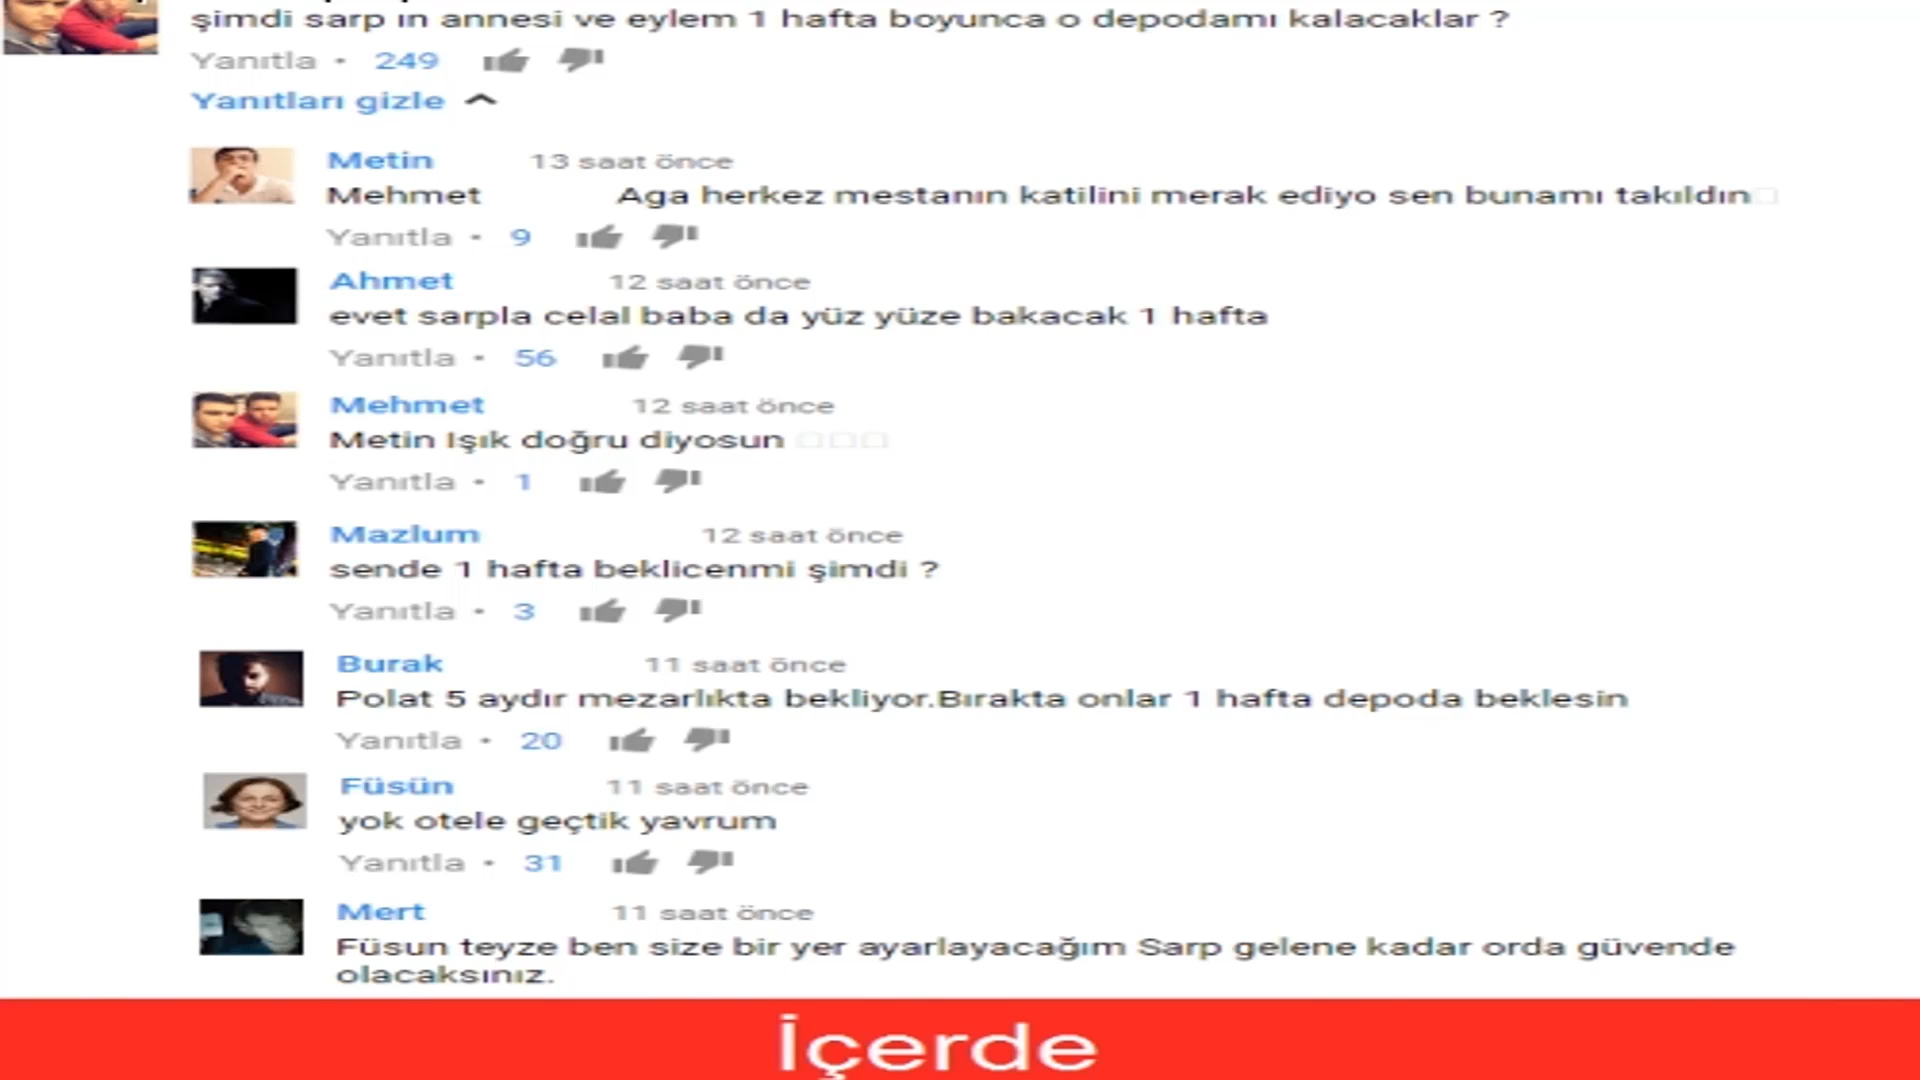 şimdi sarp ın annesi ve eylem 1 hafta boyunca o depodamı kalacaklar ?
Yanıtla • 249
Yanıtları gizle
Metin 13 saat önce
Mehmet Aga herkez mestanın katilini merak ediyo sen bunamı takıldın
Yanıtla • 9
Ahmet 12 saat önce
evet sarpla celal baba da yüz yüze bakacak 1 hafta
Yanıtla • 56
Mehmet 12 saat önce
Metin Işık doğru diyosun
Yanıtla • 1
Mazlum 12 saat önce
sende 1 hafta beklicenmi şimdi ?
Yanıtla • 3
Burak 11 saat önce
Polat 5 aydır mezarlıkta bekliyor.Bırakta onlar 1 hafta depoda beklesin
Yanıtla • 20
Füsün 11 saat önce
yok otele geçtik yavrum
Yanıtla • 31
Mert 11 saat önce
Füsun teyze ben size bir yer ayarlayacağım Sarp gelene kadar orda güvende
olacaksınız.
İçerde